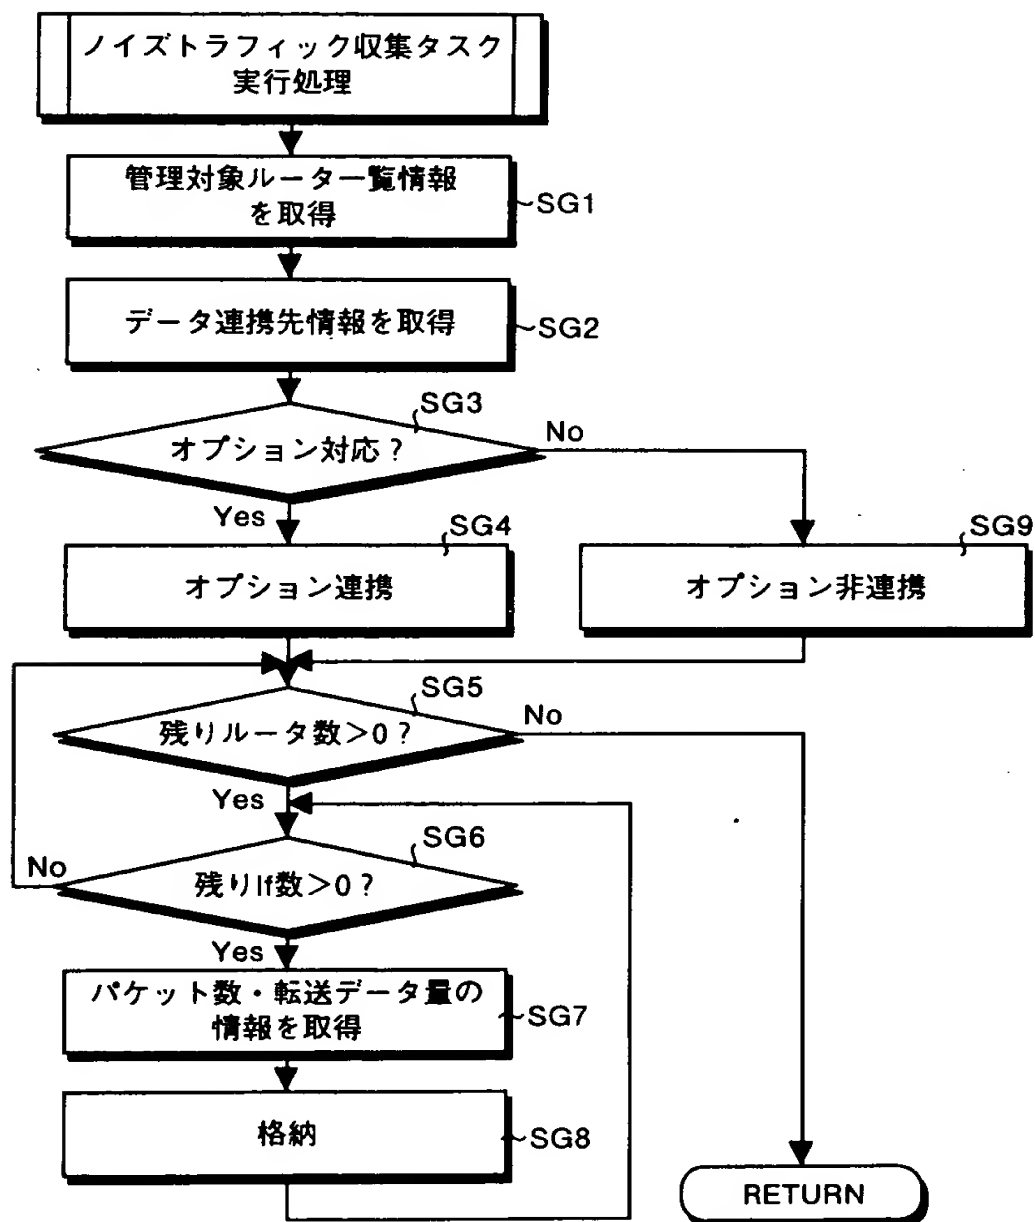 ノイズトラフィック収集タスク
実行処理
管理対象ルータ一覧情報
を取得
SG1
データ連携先情報を取得
SG2
SG3
オプション対応?
No
Yes
SG4
オプション連携
SG9
オプション非連携
SG5
残りルータ数>0?
No
Yes
SG6
残りIf数>0?
No
Yes
パケット数・転送データ量の
情報を取得
SG7
格納
SG8
RETURN